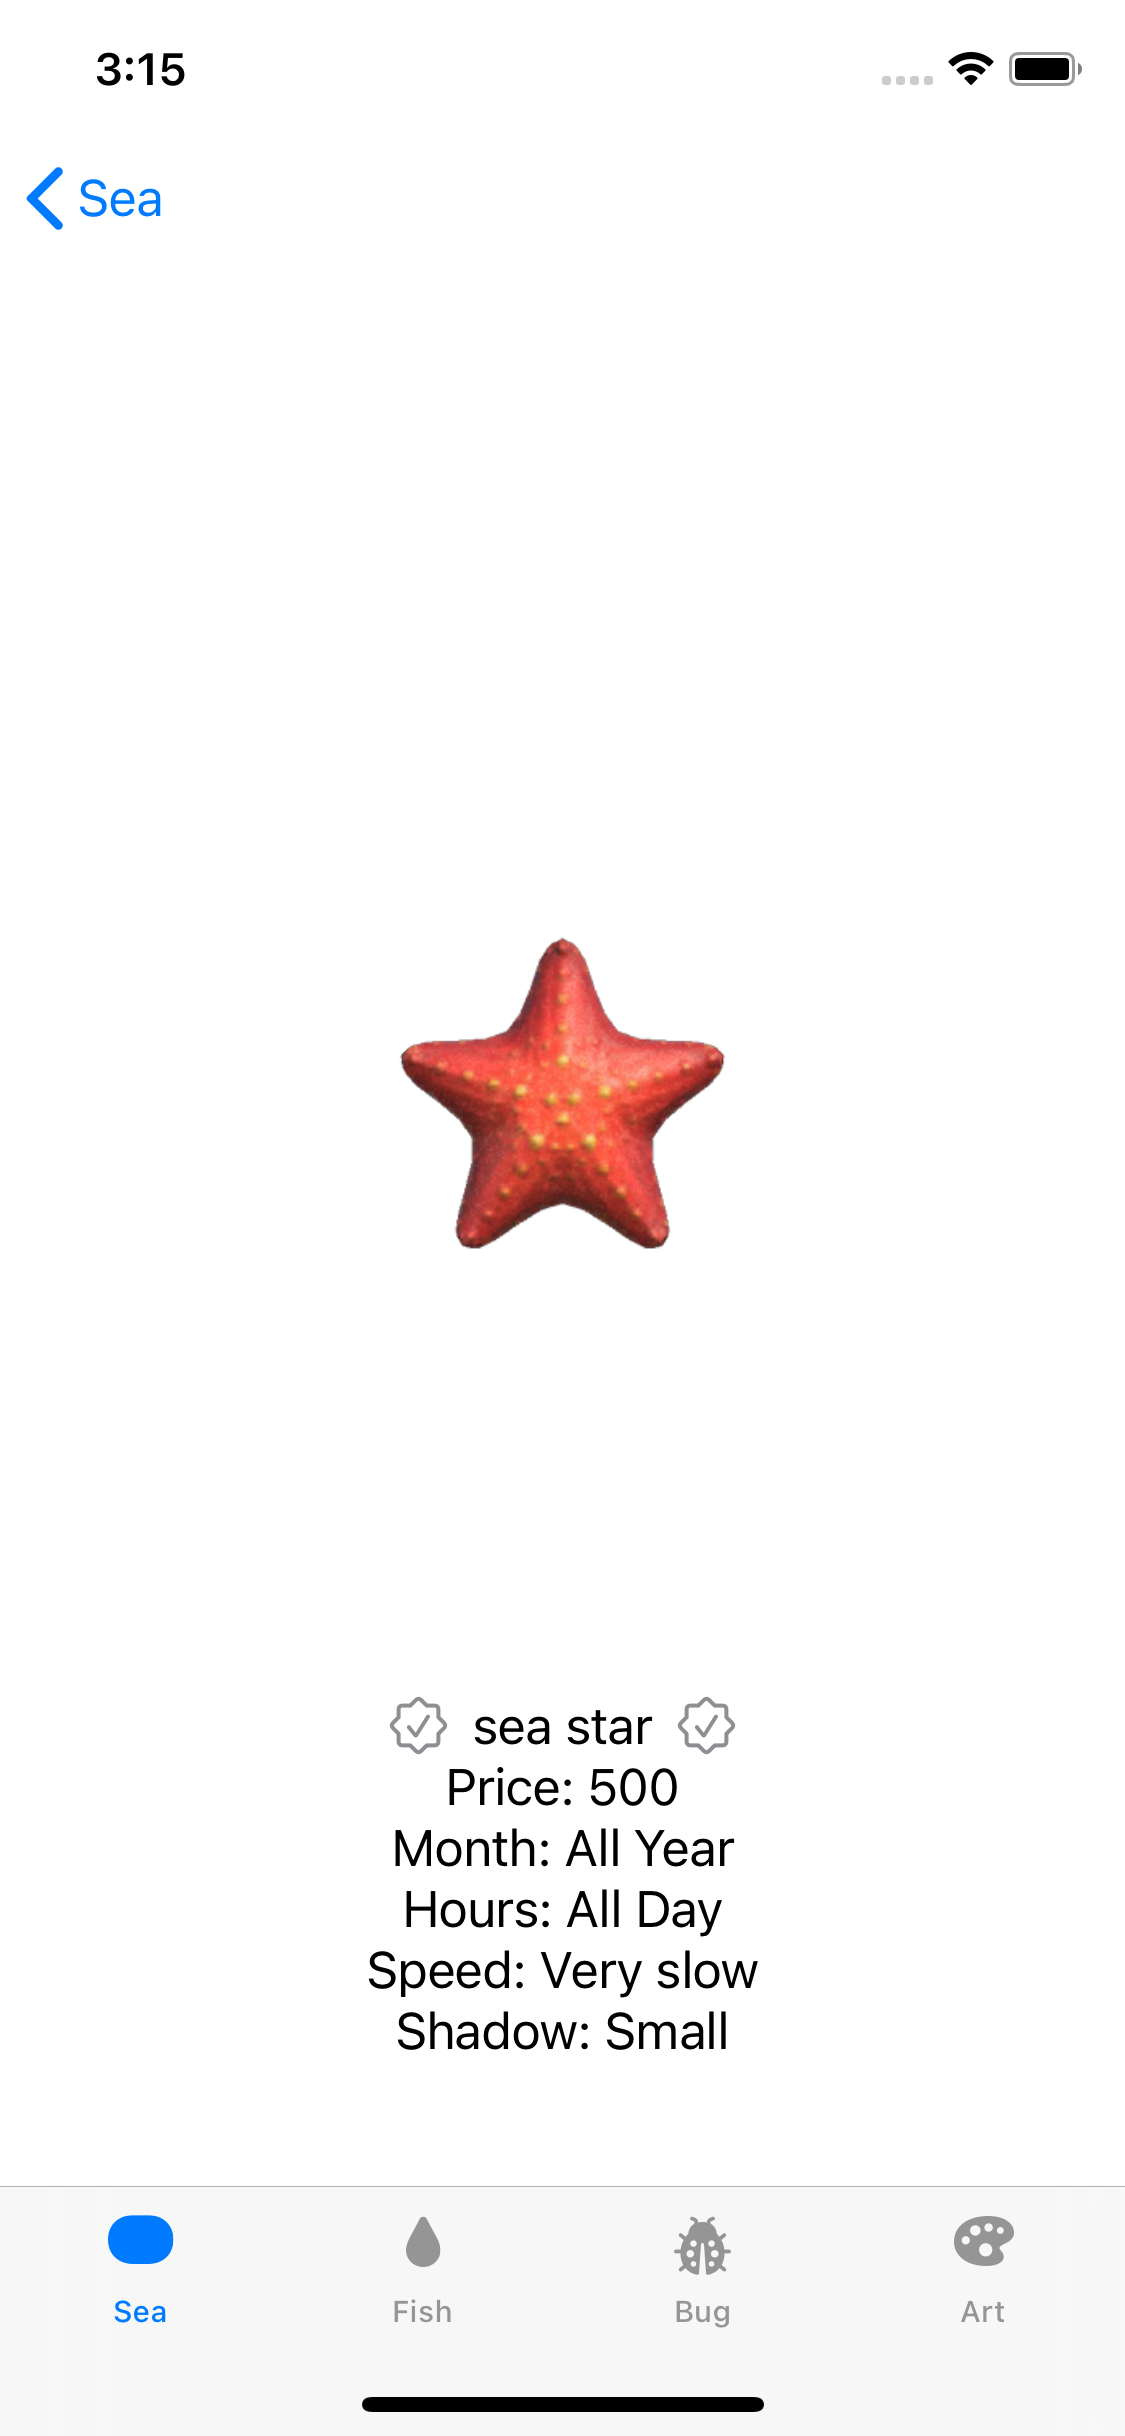 3:15
Sea
sea star
Price: 500
Month: All Year
Hours: All Day
Speed: Very slow
Shadow: Small
Sea
Fish
Bug
Art